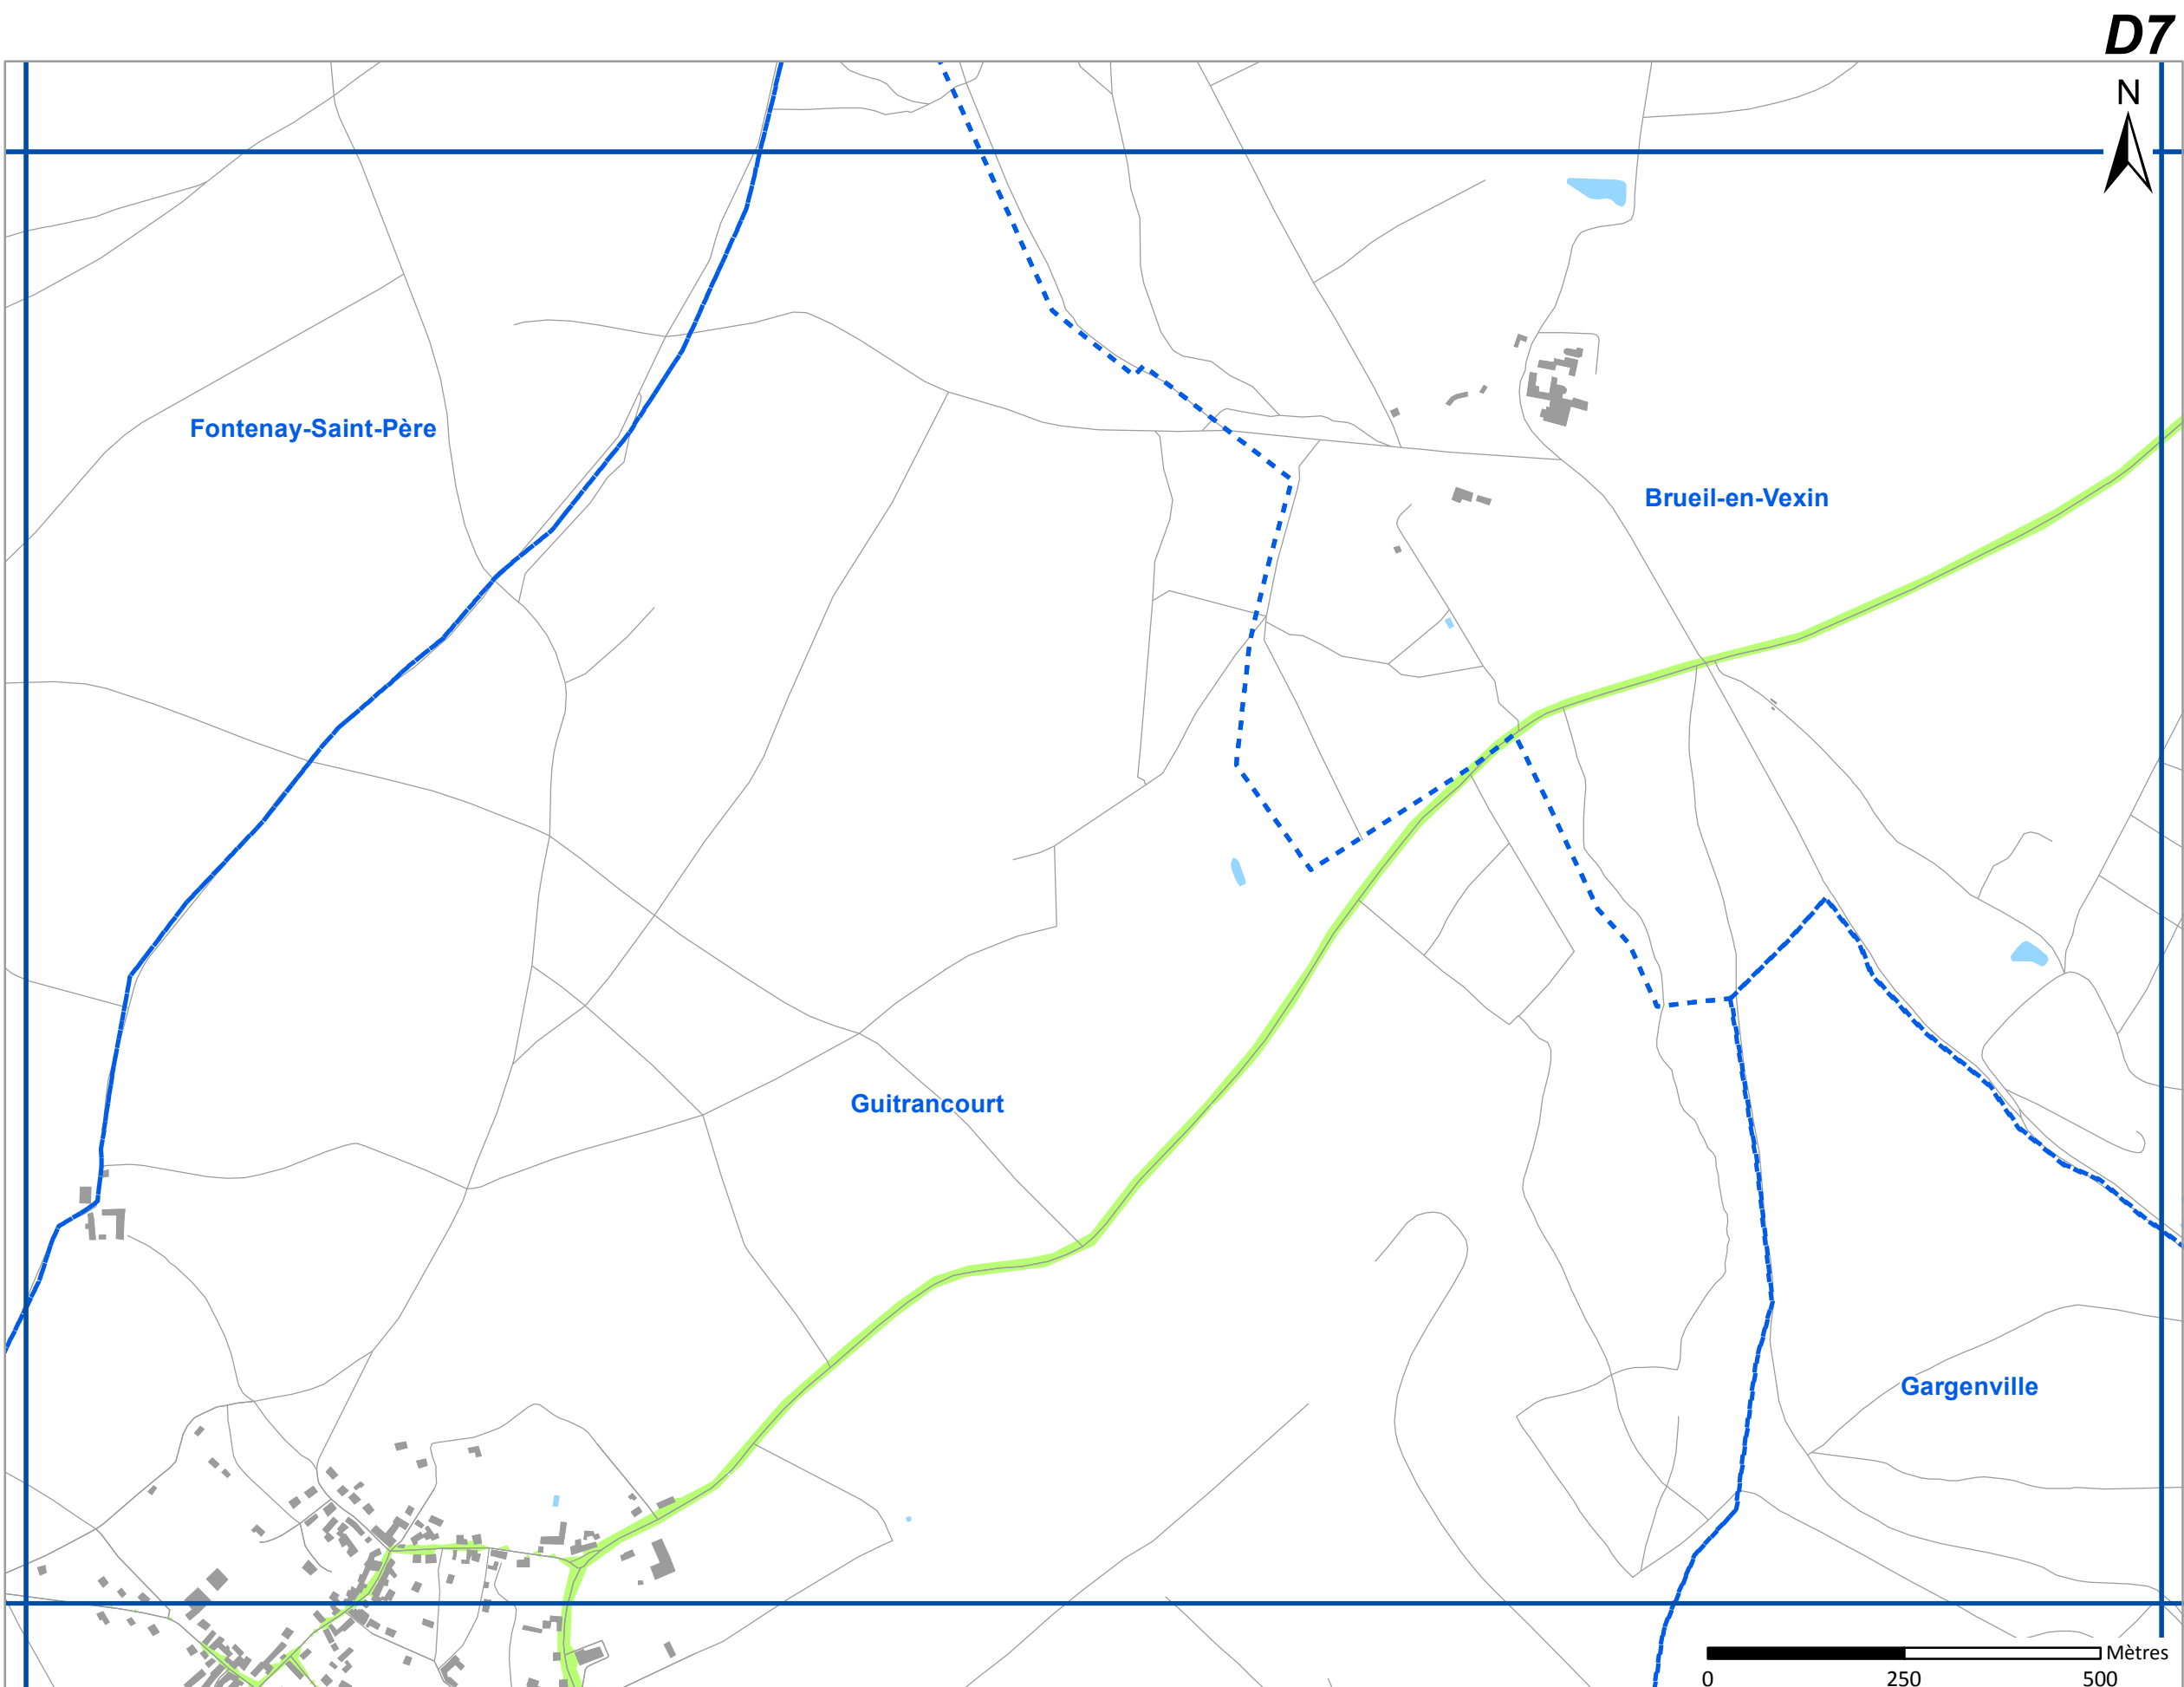 D7
N
Fontenay-Saint-Père
Brueil-en-Vexin
Guitrancourt
Gargenville
Mètres
0 250 500